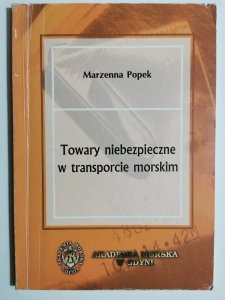 Marzenna Popek
Towary niebezpieczne
w transporcie morskim
AKADEMIA MORSKA
W GDYNI